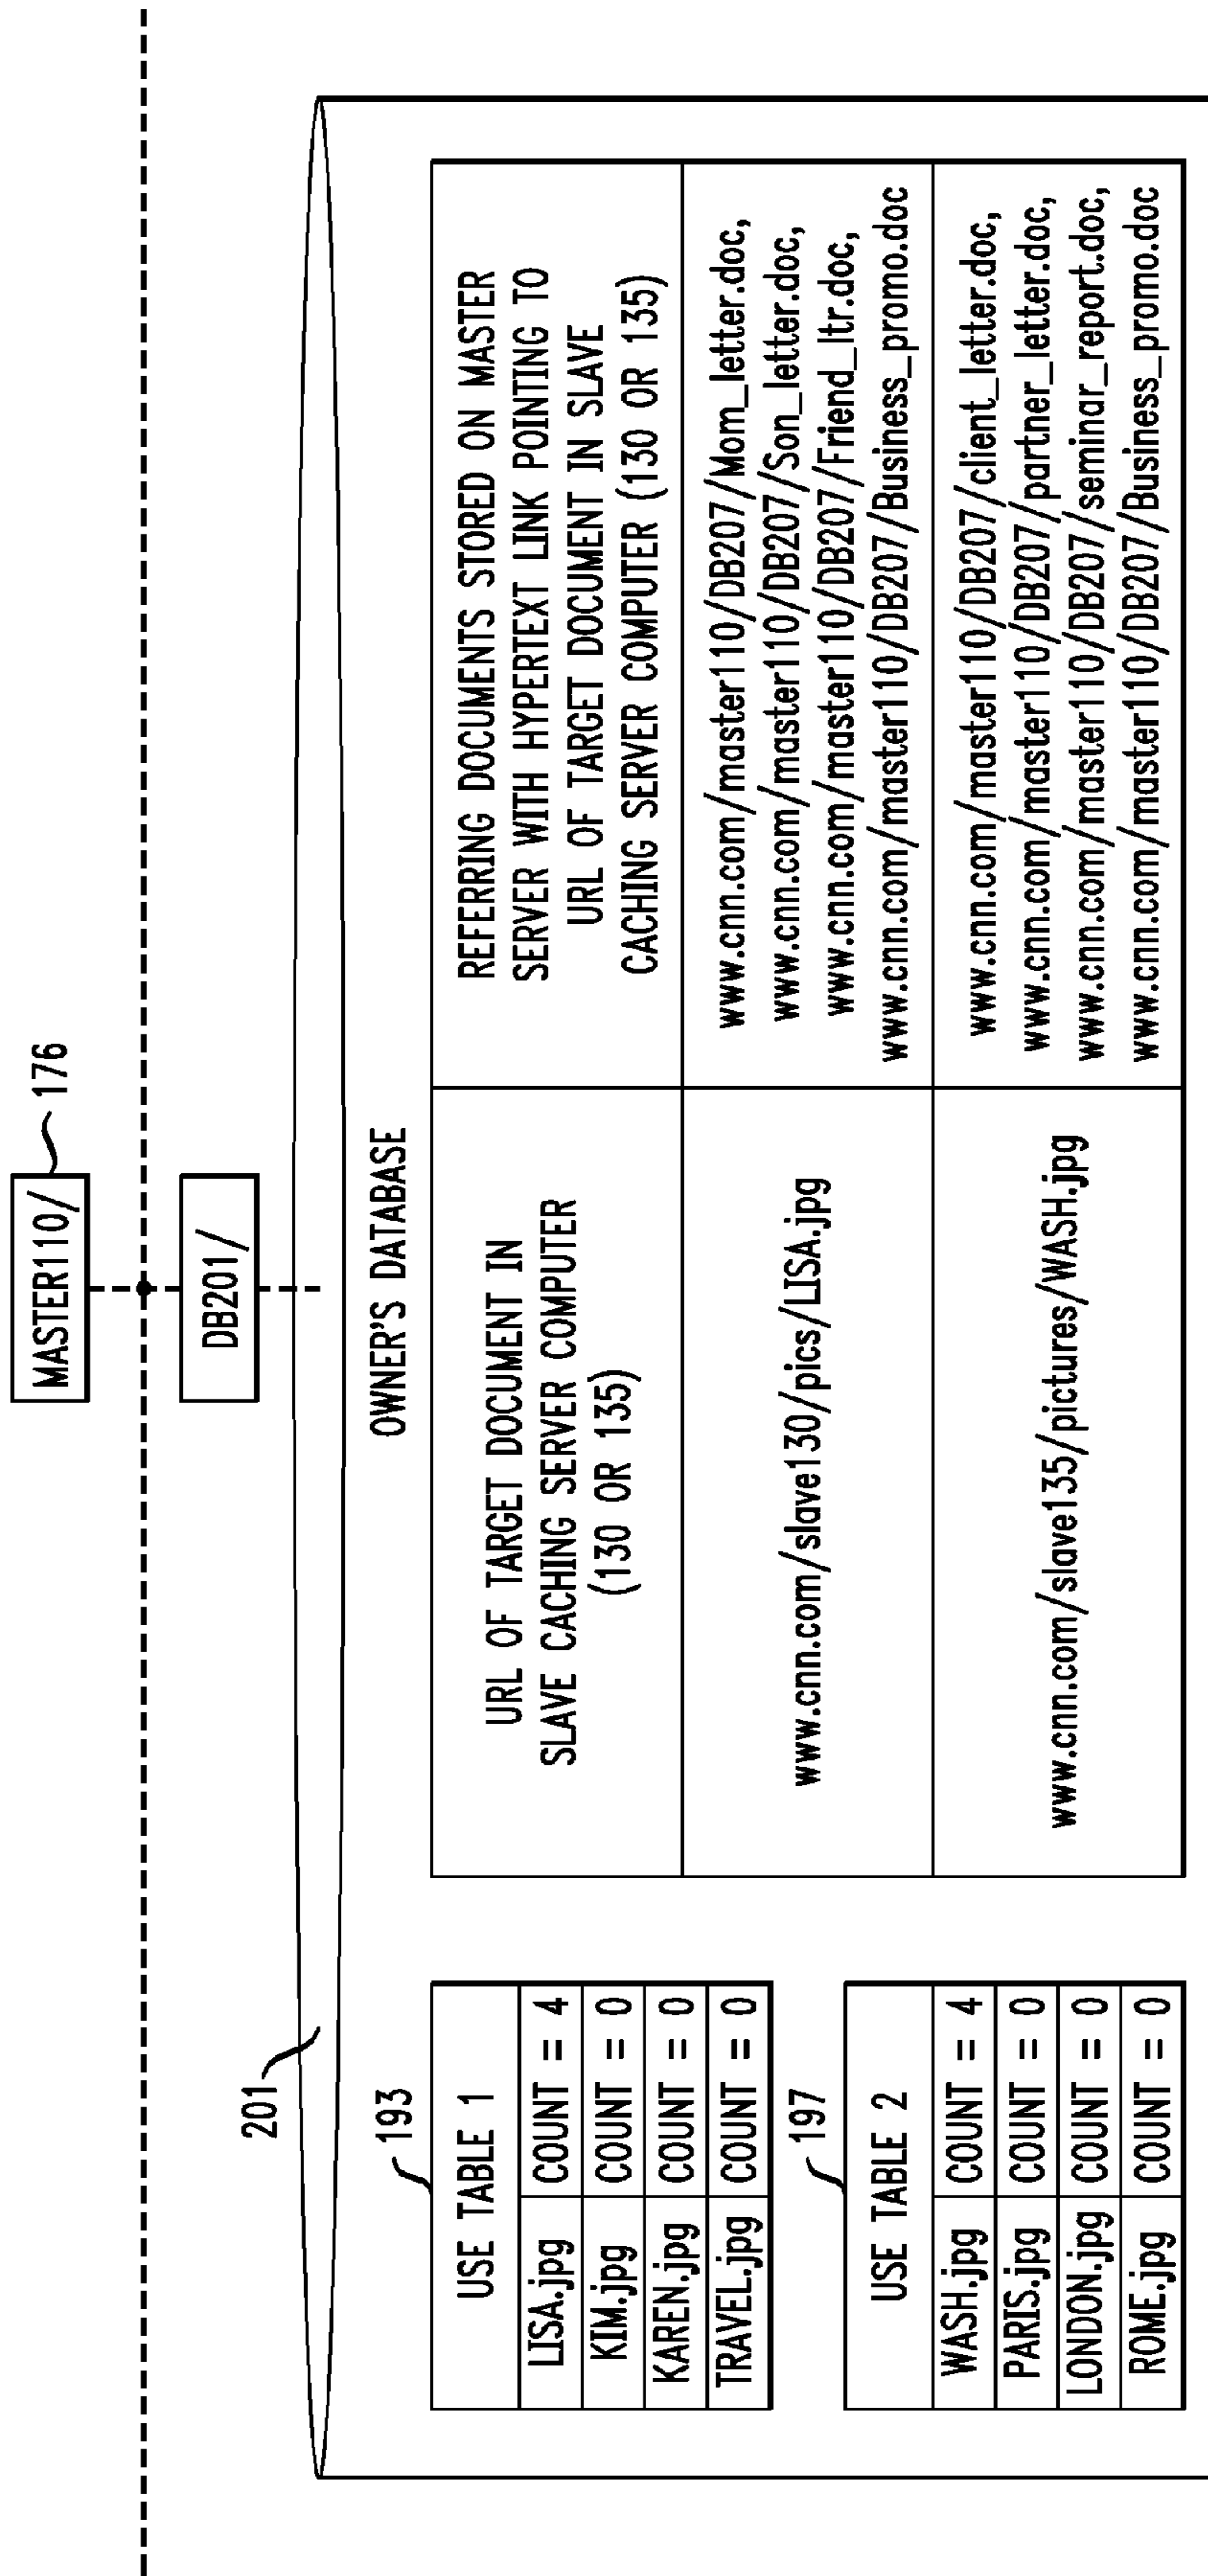 MASTER110/
176
DB201/
201
OWNER'S DATABASE
193
USE TABLE 1
LISA.jpg COUNT = 4
KIM.jpg COUNT = 0
KAREN.jpg COUNT = 0
TRAVEL.jpg COUNT = 0
197
USE TABLE 2
WASH.jpg COUNT = 4
PARIS.jpg COUNT = 0
LONDON.jpg COUNT = 0
ROME.jpg COUNT = 0
URL OF TARGET DOCUMENT IN
SLAVE CACHING SERVER COMPUTER
(130 OR 135)
REFERRING DOCUMENTS STORED ON MASTER
SERVER WITH HYPERTEXT LINK POINTING TO
URL OF TARGET DOCUMENT IN SLAVE
CACHING SERVER COMPUTER (130 OR 135)
www.cnn.com/slave130/pics/LISA.jpg
www.cnn.com/master110/DB207/Mom_letter.doc,
www.cnn.com/master110/DB207/Son_letter.doc,
www.cnn.com/master110/DB207/Friend_ltr.doc,
www.cnn.com/master110/DB207/Business_promo.doc
www.cnn.com/slave135/pictures/WASH.jpg
www.cnn.com/master110/DB207/client_letter.doc,
www.cnn.com/master110/DB207/partner_letter.doc,
www.cnn.com/master110/DB207/seminar_report.doc,
www.cnn.com/master110/DB207/Business_promo.doc